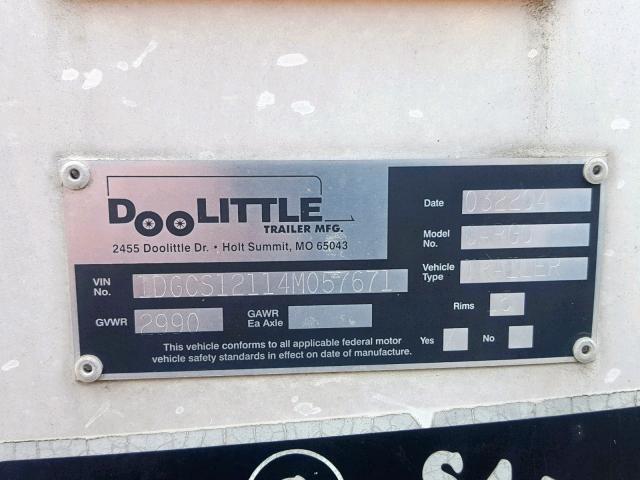 DOOLITTLE
TRAILER MFG.
2455 Doolittle Dr. • Holt Summit, MO 65043
Date 032204
Model No. CARGO
VIN No. 1DGCS12114M057671
Vehicle Type TRAILER
GVWR 2990
GAWR Ea Axle
Rims
This vehicle conforms to all applicable federal motor
vehicle safety standards in effect on date of manufacture.
Yes No